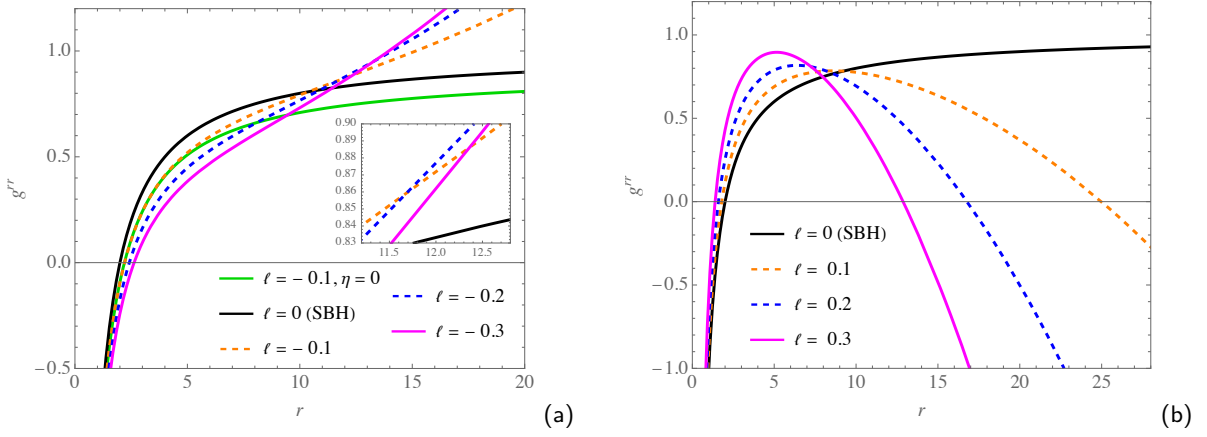 1.0
0.5
0.0
−0.5
g^{rr}
0 5 10 15 20
r
0.90
0.89
0.88
0.87
0.86
0.85
0.84
0.83
11.5 12.0 12.5
ℓ = − 0.1, η = 0
ℓ = 0 (SBH)
ℓ = − 0.1
ℓ = − 0.2
ℓ = − 0.3
(a)
1.0
0.5
0.0
−0.5
−1.0
g^{rr}
0 5 10 15 20 25
r
ℓ = 0 (SBH)
ℓ = 0.1
ℓ = 0.2
ℓ = 0.3
(b)